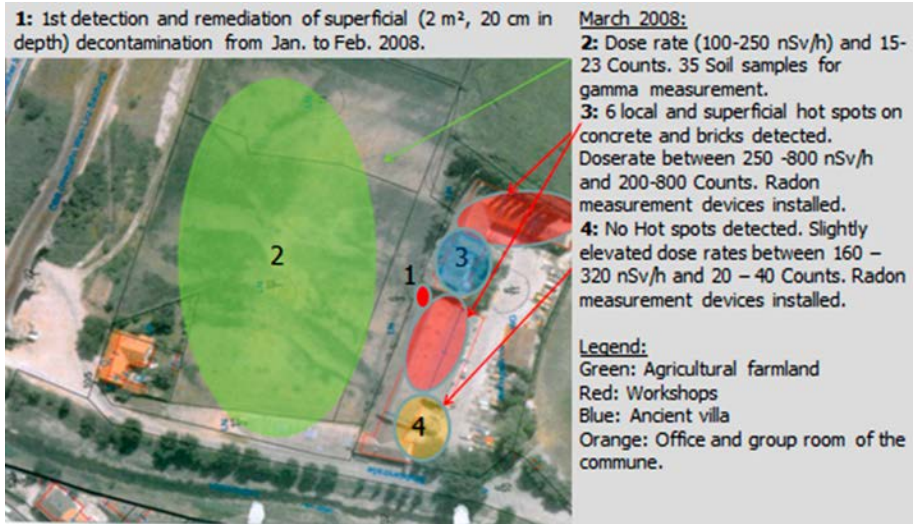 1: 1st detection and remediation of superficial (2 m², 20 cm in
depth) decontamination from Jan. to Feb. 2008.
March 2008:
2: Dose rate (100-250 nSv/h) and 15-
23 Counts. 35 Soil samples for
gamma measurement.
3: 6 local and superficial hot spots on
concrete and bricks detected.
Doserate between 250 -800 nSv/h
and 200-800 Counts. Radon
measurement devices installed.
4: No Hot spots detected. Slightly
elevated dose rates between 160 –
320 nSv/h and 20 – 40 Counts. Radon
measurement devices installed.
Legend:
Green: Agricultural farmland
Red: Workshops
Blue: Ancient villa
Orange: Office and group room of the
commune.
2
3
1
4